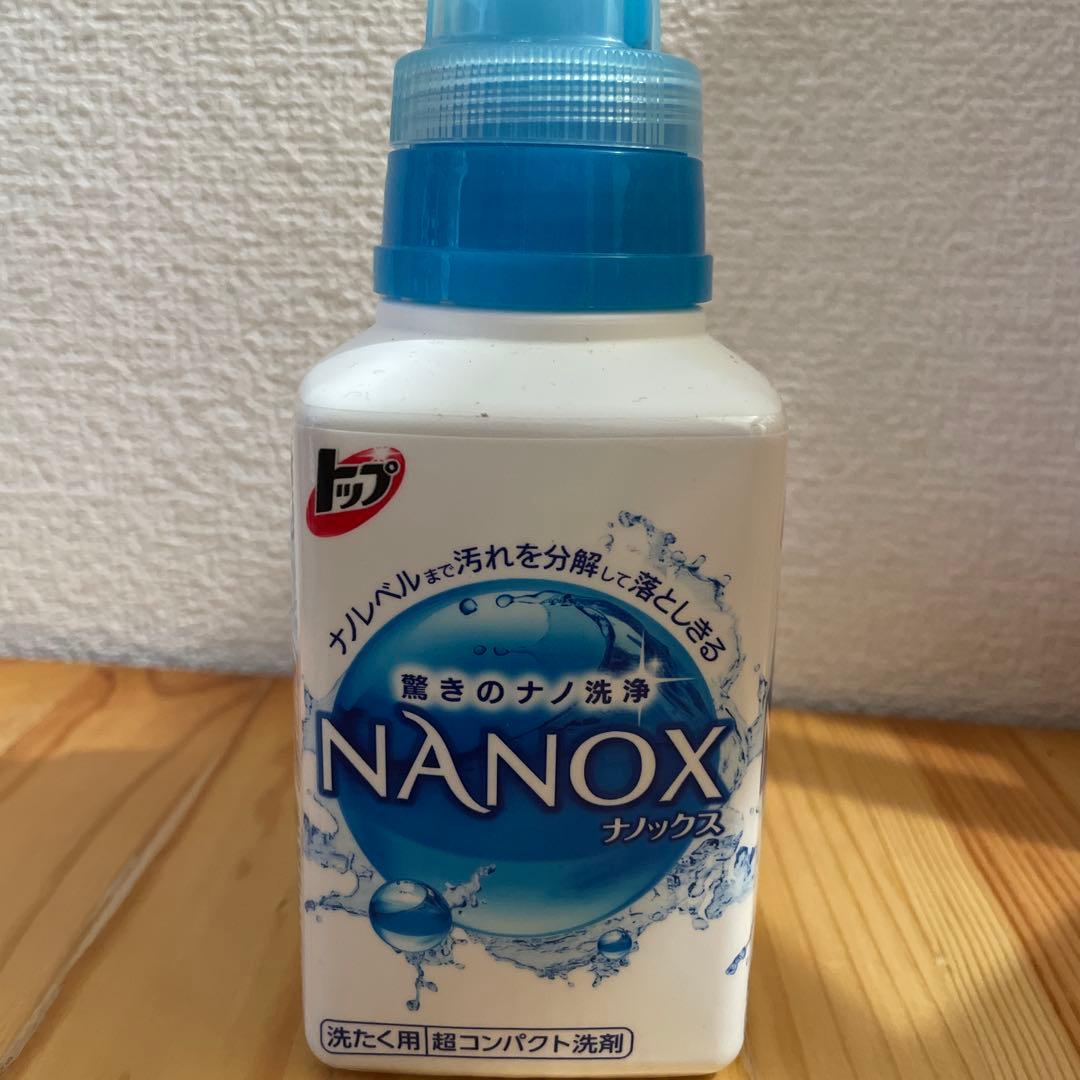 トップ
ナノレベルまで汚れを分解して落としきる
驚きのナノ洗浄
NANOX
ナノックス
洗たく用 超コンパクト洗剤